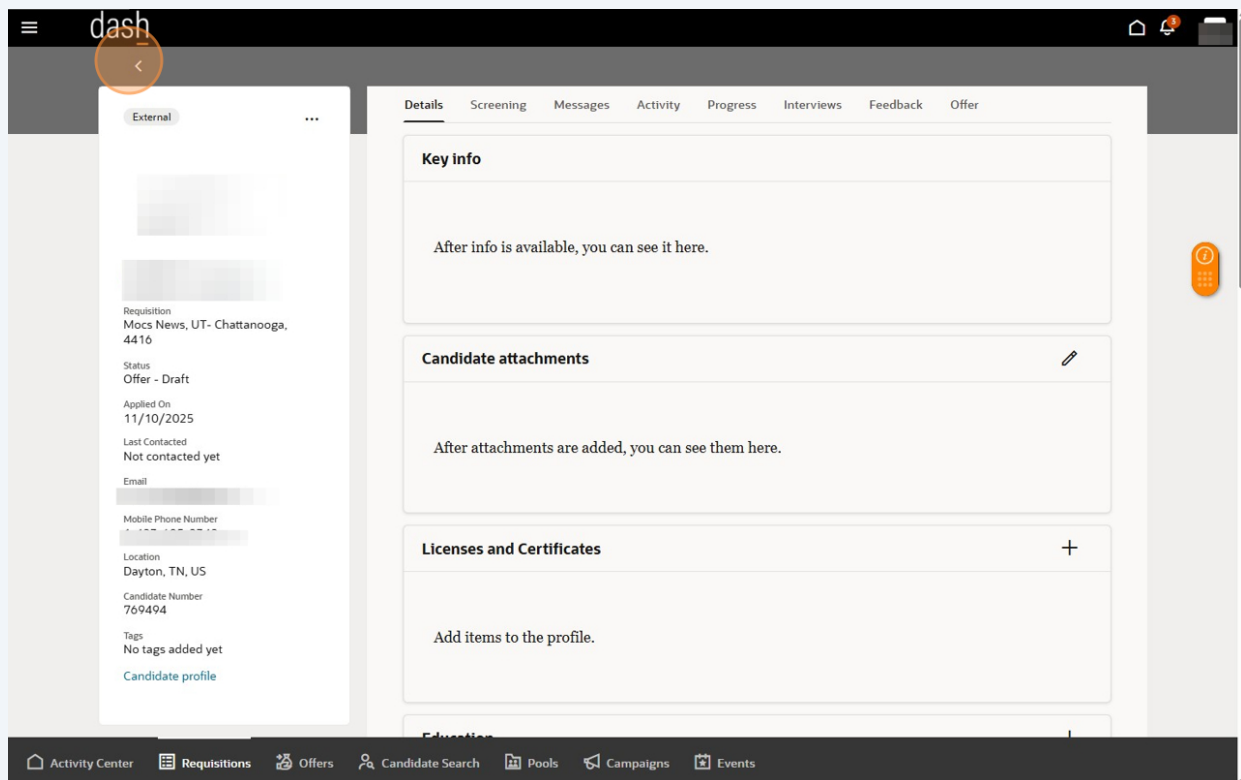 dash
3
External
...
Requisition
Mocs News, UT- Chattanooga,
4416
Status
Offer - Draft
Applied On
11/10/2025
Last Contacted
Not contacted yet
Email
Mobile Phone Number
Location
Dayton, TN, US
Candidate Number
769494
Tags
No tags added yet
Candidate profile
Details Screening Messages Activity Progress Interviews Feedback Offer
Key info
After info is available, you can see it here.
Candidate attachments
After attachments are added, you can see them here.
Licenses and Certificates
Add items to the profile.
Education
Activity Center Requisitions Offers Candidate Search Pools Campaigns Events